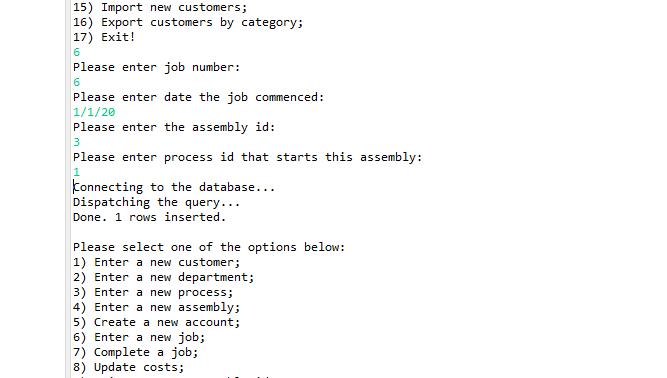 15) Import new customers;
16) Export customers by category;
17) Exit!
6
Please enter job number:
6
Please enter date the job commenced:
1/1/20
Please enter the assembly id:
3
Please enter process id that starts this assembly:
1
Connecting to the database...
Dispatching the query...
Done. 1 rows inserted.
Please select one of the options below:
1) Enter a new customer;
2) Enter a new department;
3) Enter a new process;
4) Enter a new assembly;
5) Create a new account;
6) Enter a new job;
7) Complete a job;
8) Update costs;